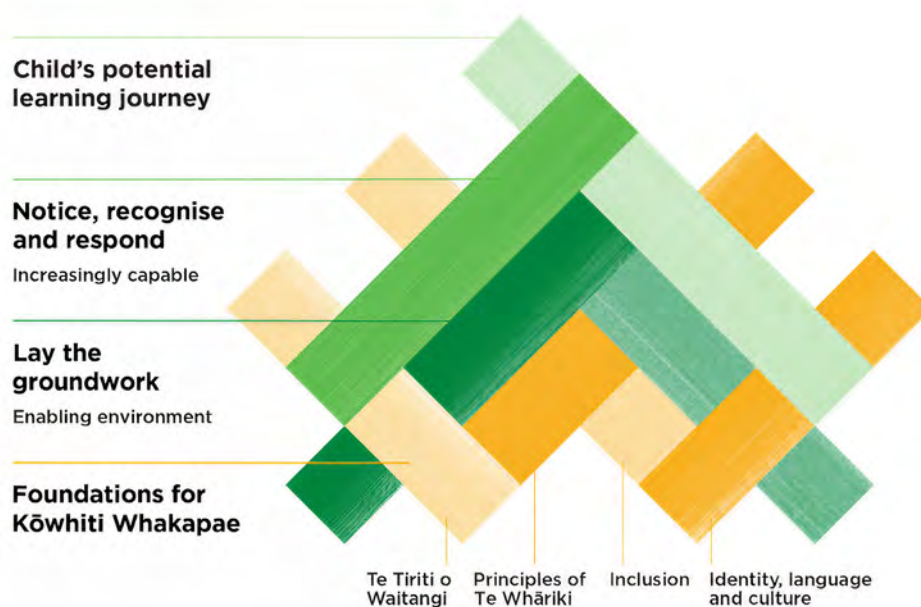 Child's potential
learning journey
Notice, recognise
and respond
Increasingly capable
Lay the
groundwork
Enabling environment
Foundations for
Kōwhiti Whakapae
Te Tiriti o
Waitangi
Principles of
Te Whāriki
Inclusion
Identity, language
and culture